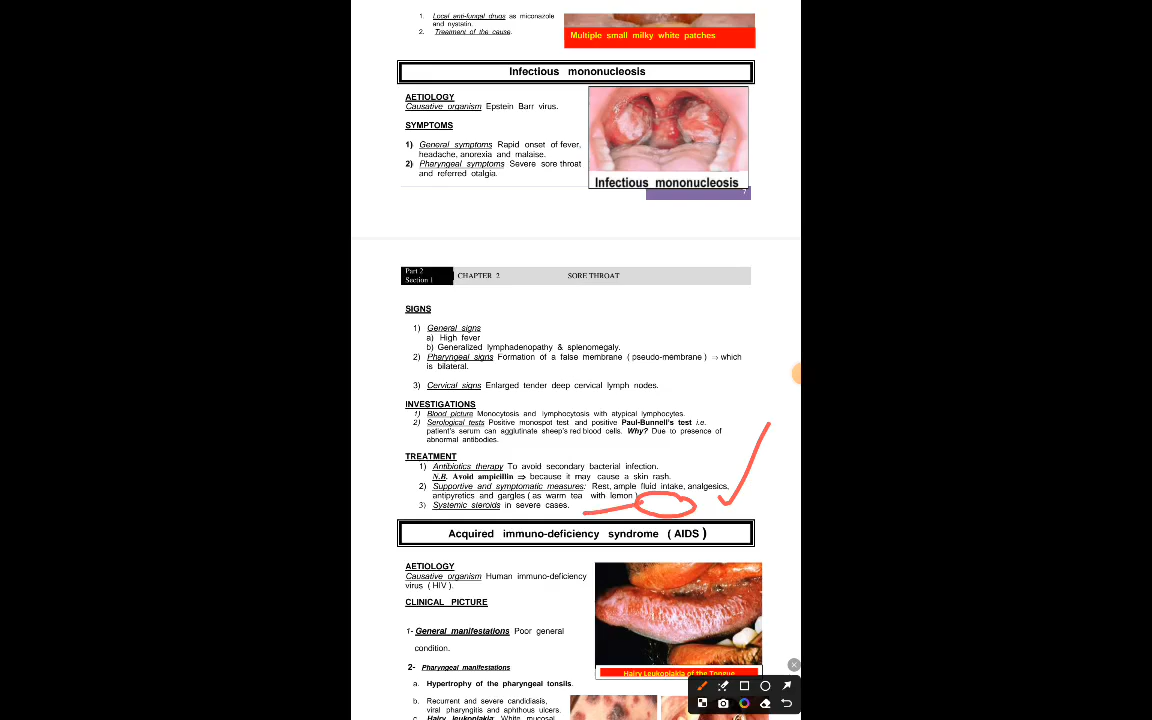 1. Local anti-fungal drugs as miconazole
and nystatin.
2. Treatment of the cause.
Multiple small milky white patches
Infectious mononucleosis
AETIOLOGY
Causative organism Epstein Barr virus.
SYMPTOMS
1) General symptoms Rapid onset of fever,
headache, anorexia and malaise.
2) Pharyngeal symptoms Severe sore throat
and referred otalgia.
Infectious mononucleosis
7
Part 2
Section 1
CHAPTER 2
SORE THROAT
SIGNS
1) General signs
a) High fever
b) Generalized lymphadenopathy & splenomegaly.
2) Pharyngeal signs Formation of a false membrane ( pseudo-membrane ) ⇒ which
is bilateral.
3) Cervical signs Enlarged tender deep cervical lymph nodes.
INVESTIGATIONS
1) Blood picture Monocytosis and lymphocytosis with atypical lymphocytes.
2) Serological tests Positive monospot test and positive Paul-Bunnell's test i.e.
patient's serum can agglutinate sheep's red blood cells. Why? Due to presence of
abnormal antibodies.
TREATMENT
1) Antibiotics therapy To avoid secondary bacterial infection.
N.B. Avoid ampicillin ⇒ because it may cause a skin rash.
2) Supportive and symptomatic measures: Rest, ample fluid intake, analgesics,
antipyretics and gargles ( as warm tea with lemon )
3) Systemic steroids in severe cases.
Acquired immuno-deficiency syndrome ( AIDS )
AETIOLOGY
Causative organism Human immuno-deficiency
virus ( HIV ).
CLINICAL PICTURE
1- General manifestations Poor general
condition.
2- Pharyngeal manifestations
a. Hypertrophy of the pharyngeal tonsils.
b. Recurrent and severe candidiasis,
viral pharyngitis and aphthous ulcers.
c. Hairy leukoplakia: White mucosal
Hairy Leukoplakia of the Tongue